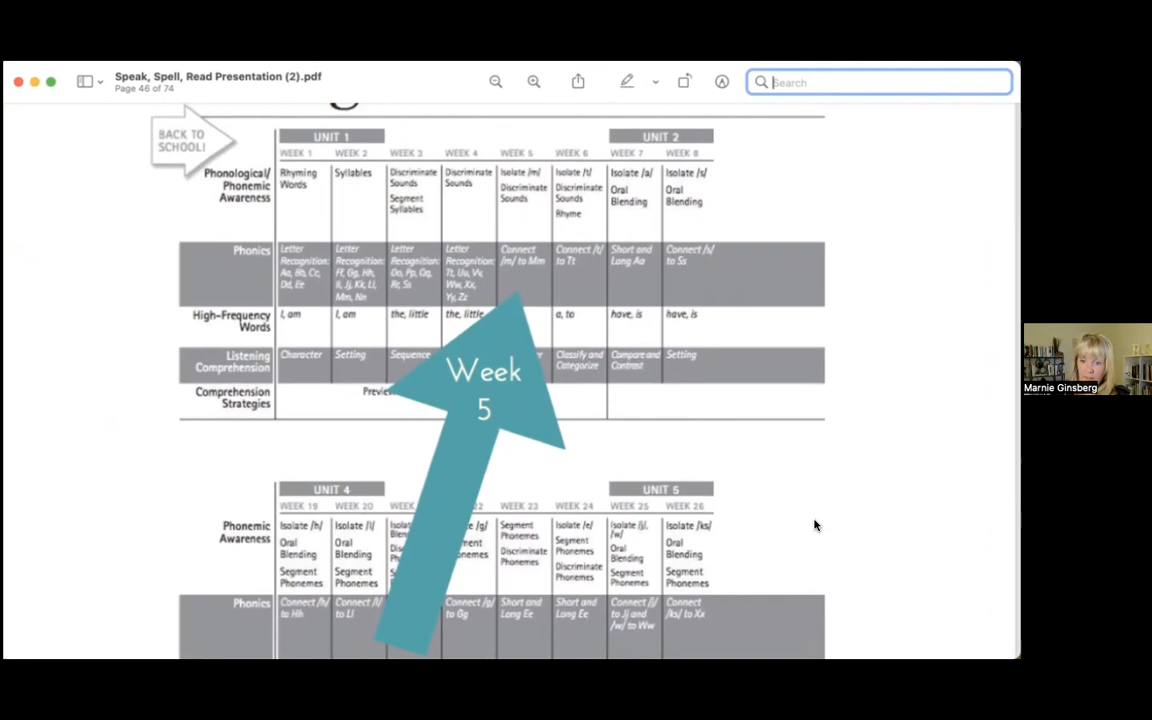 Speak, Spell, Read Presentation (2).pdf
Page 46 of 74
Search
BACK TO
SCHOOL!
UNIT 1
UNIT 2
WEEK 1 WEEK 2 WEEK 3 WEEK 4 WEEK 5 WEEK 6 WEEK 7 WEEK 8
Phonological/
Phonemic
Awareness
Rhyming
Words
Syllables
Discriminate
Sounds
Segment
Syllables
Discriminate
Sounds
Isolate /m/
Discriminate
Sounds
Isolate /t/
Discriminate
Sounds
Rhyme
Isolate /a/
Oral
Blending
Isolate /s/
Oral
Blending
Phonics
Letter
Recognition:
Aa, Bb, Cc,
Dd, Ee
Letter
Recognition:
Ff, Gg, Hh,
Ii, Jj, Kk, Ll,
Mm, Nn
Letter
Recognition:
Oo, Pp, Qq,
Rr, Ss
Letter
Recognition:
Tt, Uu, Vv,
Ww, Xx,
Yy, Zz
Connect
/m/ to Mm
Connect /t/
to Tt
Short and
Long Aa
Connect /s/
to Ss
High-Frequency
Words
I, am
I, am
the, little
the, little
a, to
have, is
have, is
Listening
Comprehension
Character
Setting
Sequence
Classify and
Categorize
Compare and
Contrast
Setting
Comprehension
Strategies
Week
5
UNIT 4
UNIT 5
WEEK 19 WEEK 20 WEEK 22 WEEK 23 WEEK 24 WEEK 25 WEEK 26
Phonemic
Awareness
Isolate /h/
Oral
Blending
Segment
Phonemes
Isolate /l/
Oral
Blending
Segment
Phonemes
Segment
Phonemes
Discriminate
Phonemes
Isolate /e/
Segment
Phonemes
Discriminate
Phonemes
Isolate /j/,
/w/
Oral
Blending
Segment
Phonemes
Isolate /ks/
Oral
Blending
Segment
Phonemes
Phonics
Connect /h/
to Hh
Connect /l/
to Ll
Connect /g/
to Gg
Short and
Long Ee
Short and
Long Ee
Connect /j/
to Jj and
/w/ to Ww
Connect
/ks/ to Xx
Marnie Ginsberg